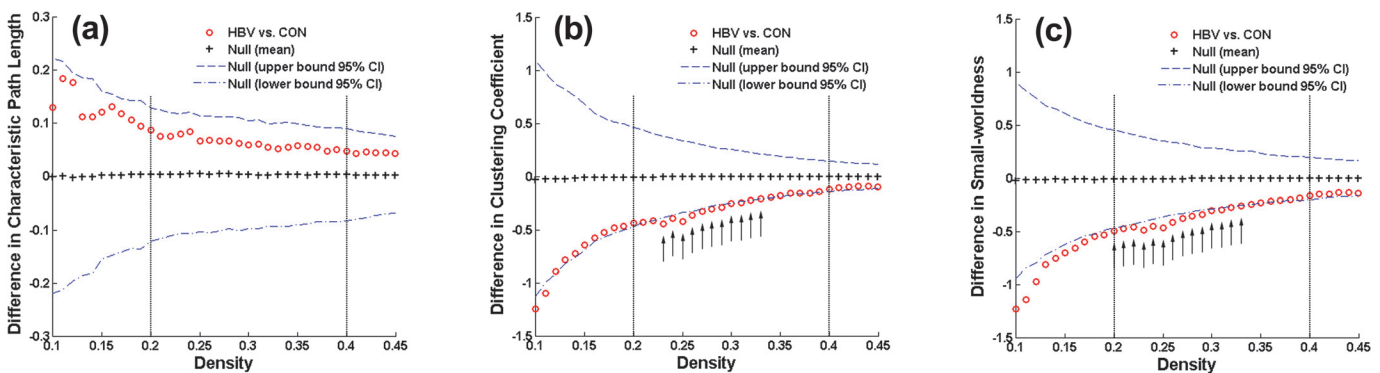 (a)
HBV vs. CON
Null (mean)
Null (upper bound 95% CI)
Null (lower bound 95% CI)
Difference in Characteristic Path Length
0.3
0.2
0.1
0
-0.1
-0.2
-0.3
0.1 0.15 0.2 0.25 0.3 0.35 0.4 0.45
Density
(b)
HBV vs. CON
Null (mean)
Null (upper bound 95% CI)
Null (lower bound 95% CI)
Difference in Clustering Coefficient
1.5
1
0.5
0
-0.5
-1
-1.5
0.1 0.15 0.2 0.25 0.3 0.35 0.4 0.45
Density
(c)
HBV vs. CON
Null (mean)
Null (upper bound 95% CI)
Null (lower bound 95% CI)
Difference in Small-worldness
1.5
1
0.5
0
-0.5
-1
-1.5
0.1 0.15 0.2 0.25 0.3 0.35 0.4 0.45
Density